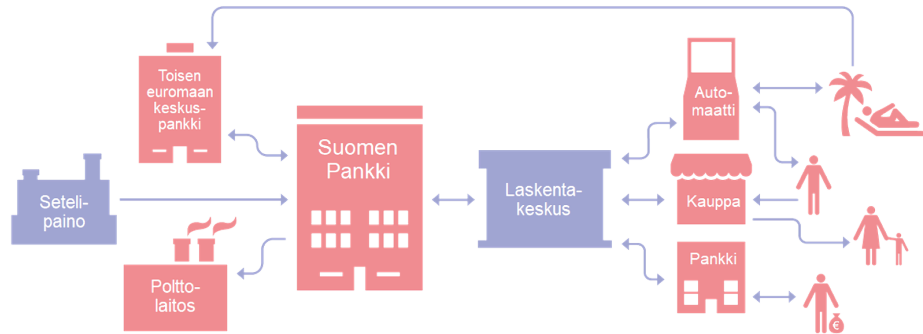 Toisen
euromaan
keskus-
pankki
Suomen
Pankki
Seteli-
paino
Poltto-
laitos
Laskenta-
keskus
Auto-
maatti
Kauppa
Pankki
€